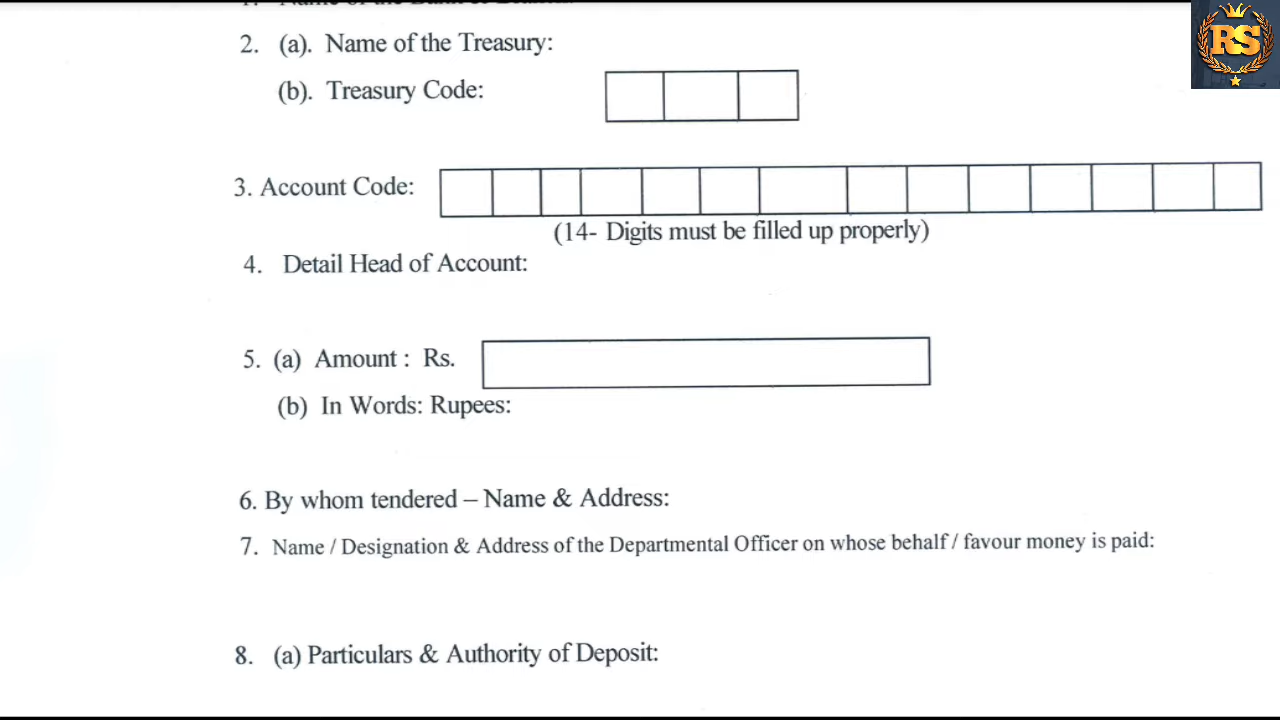 2. (a). Name of the Treasury:
(b). Treasury Code:
3. Account Code:
(14- Digits must be filled up properly)
4. Detail Head of Account:
5. (a) Amount : Rs.
(b) In Words: Rupees:
6. By whom tendered – Name & Address:
7. Name / Designation & Address of the Departmental Officer on whose behalf / favour money is paid:
8. (a) Particulars & Authority of Deposit:
RS